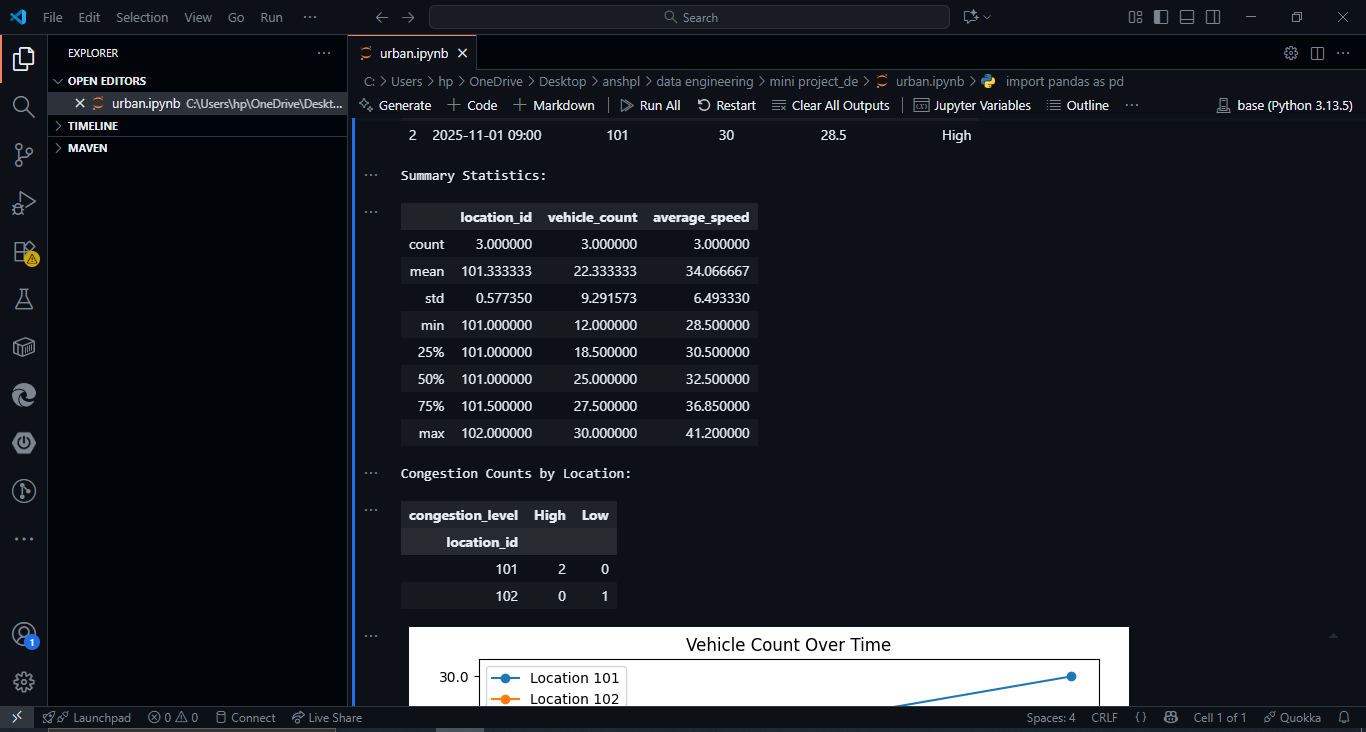 File Edit Selection View Go Run ···
Search
EXPLORER ···
OPEN EDITORS
urban.ipynb C:\Users\hp\OneDrive\Deskt...
TIMELINE
MAVEN
urban.ipynb
C: > Users > hp > OneDrive > Desktop > anshpl > data engineering > mini project_de > urban.ipynb > import pandas as pd
Generate + Code + Markdown Run All Restart Clear All Outputs Jupyter Variables Outline ··· base (Python 3.13.5)
2 2025-11-01 09:00 101 30 28.5 High
Summary Statistics:
location_id vehicle_count average_speed
count 3.000000 3.000000 3.000000
mean 101.333333 22.333333 34.066667
std 0.577350 9.291573 6.493330
min 101.000000 12.000000 28.500000
25% 101.000000 18.500000 30.500000
50% 101.000000 25.000000 32.500000
75% 101.500000 27.500000 36.850000
max 102.000000 30.000000 41.200000
Congestion Counts by Location:
congestion_level High Low
location_id
101 2 0
102 0 1
Vehicle Count Over Time
30.0
Location 101
Location 102
1
Launchpad 0 0 Connect Live Share
Spaces: 4 CRLF {} Cell 1 of 1 Quokka